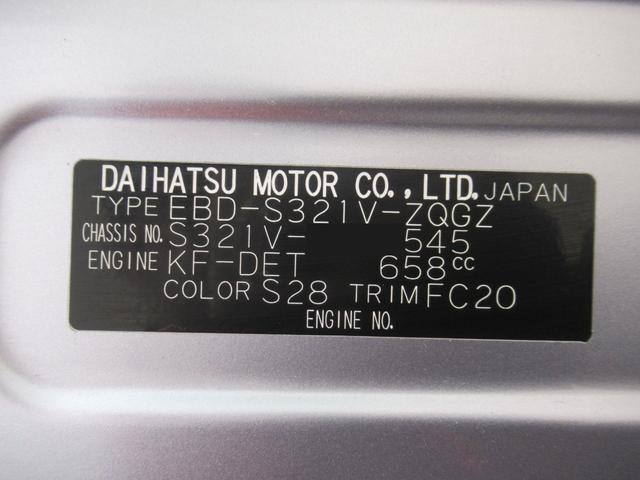 DAIHATSU MOTOR CO., LTD. JAPAN
TYPE EBD-S321V-ZQGZ
CHASSIS NO. S321V- 545
ENGINE KF-DET 658cc
COLOR S28 TRIM FC20
ENGINE NO.